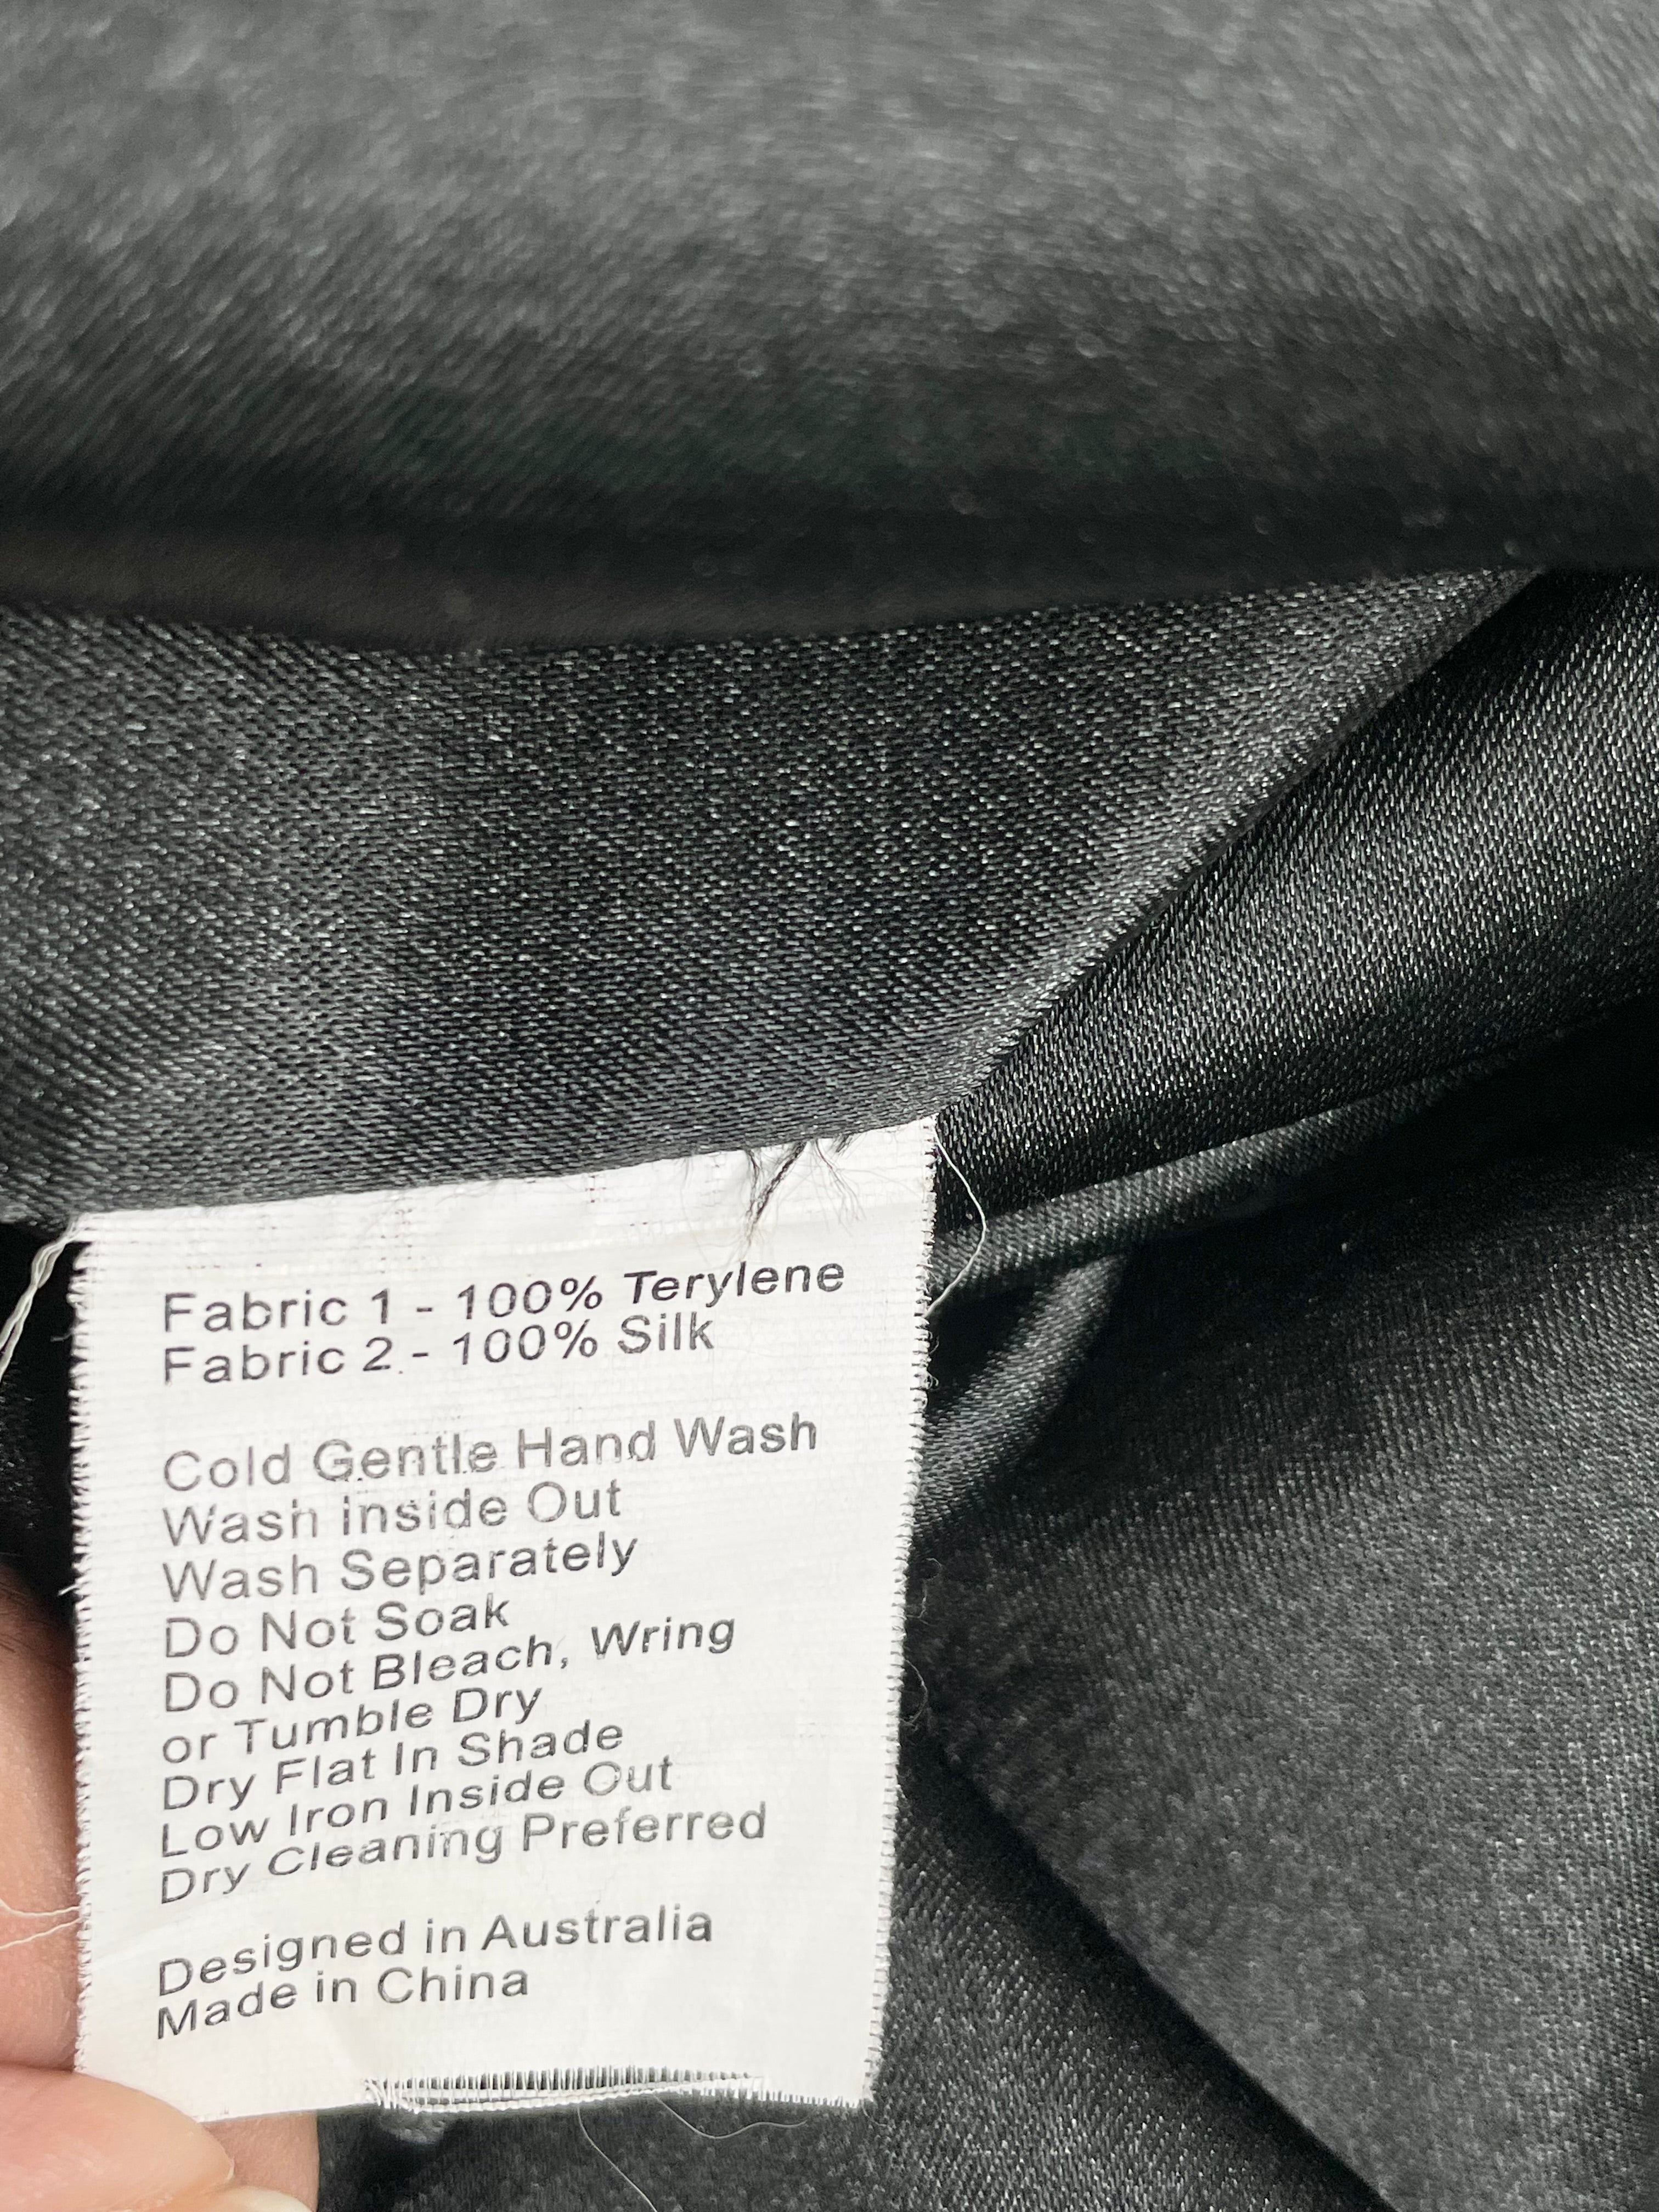 Fabric 1 - 100% Terylene
Fabric 2 - 100% Silk
Cold Gentle Hand Wash
Wash Inside Out
Wash Separately
Do Not Soak
Do Not Bleach, Wring
or Tumble Dry
Dry Flat In Shade
Low Iron Inside Out
Dry Cleaning Preferred
Designed in Australia
Made in China